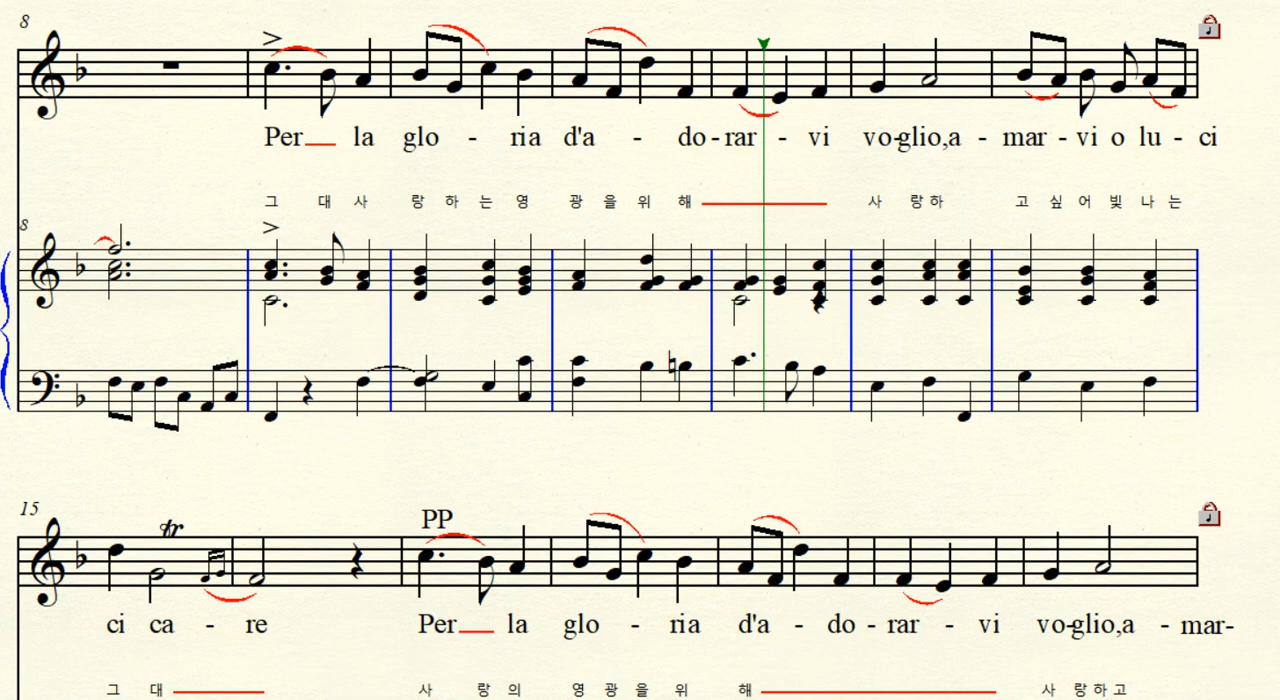 8
Per la glo - ria d'a - do - rar - vi vo-glio,a - mar - vi o lu - ci
그 대 사 랑 하 는 영 광 을 위 해 사 랑 하 고 싶 어 빛 나 는
8
15
tr
PP
ci ca - re Per la glo - ria d'a - do - rar - vi vo-glio,a - mar-
그 대 사 랑 의 영 광 을 위 해 사 랑 하 고